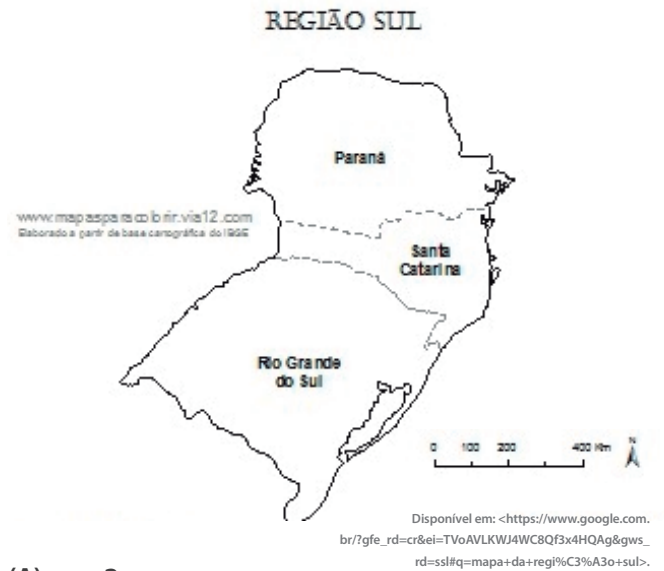 REGIÃO SUL
Paraná
www.mapasparacobrir.via12.com
Elaborado a partir de base cartográfica do IBGE
Santa
Catarina
Rio Grande
do Sul
0 100 200 400 Km
N
Disponível em: <https://www.google.com.
br/?gfe_rd=cr&ei=TVoAVLKWJ4WC8Qf3x4HQAg&gws_
rd=ssl#q=mapa+da+regi%C3%A3o+sul>.